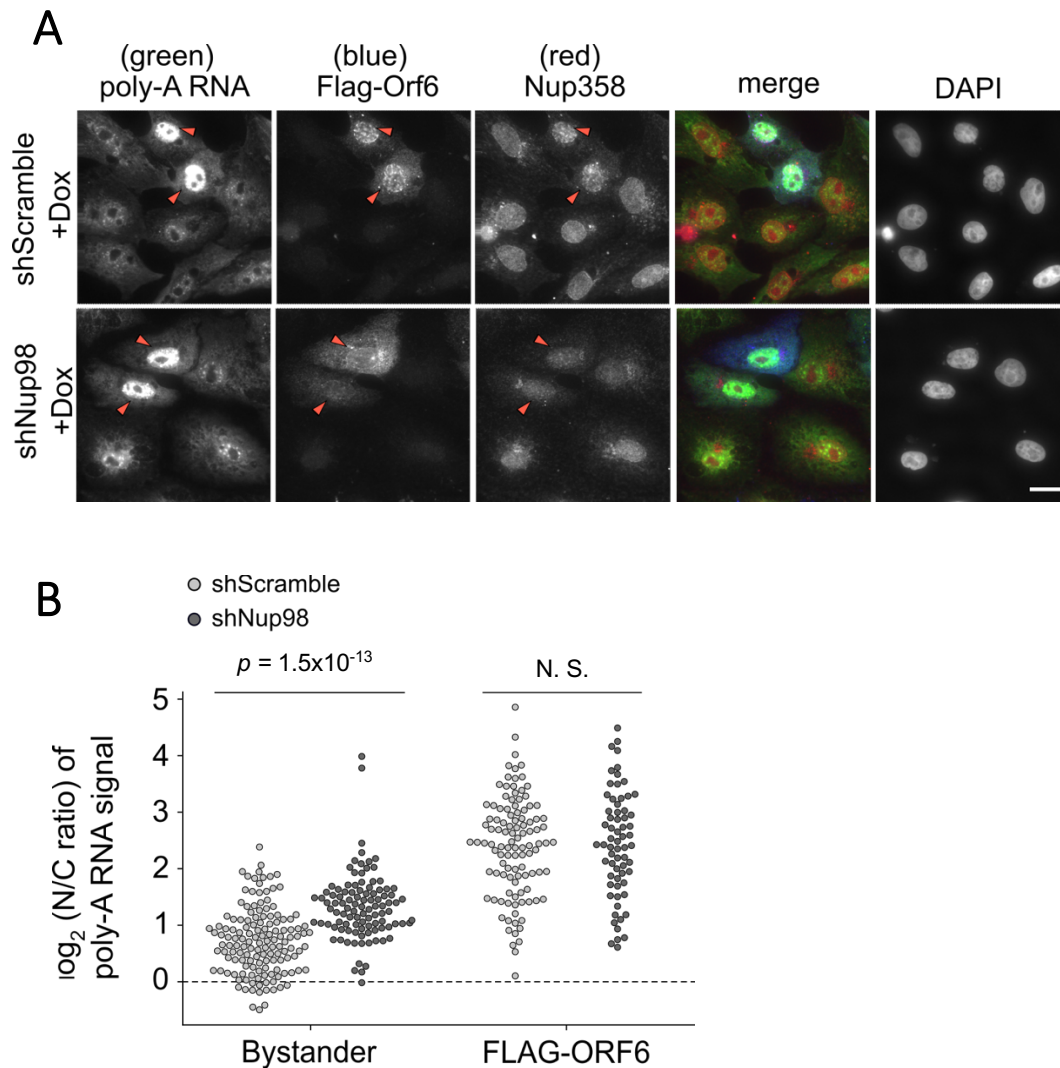 A
(green)
poly-A RNA
(blue)
Flag-Orf6
(red)
Nup358
merge
DAPI
shScramble
+Dox
shNup98
+Dox
B
shScramble
shNup98
p = 1.5x10⁻¹³
N. S.
log₂ (N/C ratio) of
poly-A RNA signal
5
4
3
2
1
0
Bystander
FLAG-ORF6